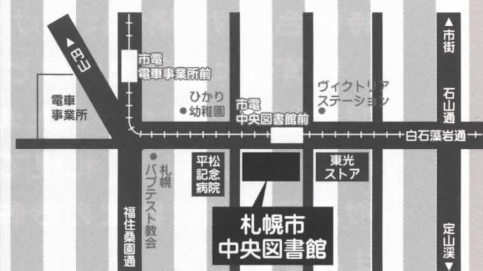 ▲円山
市電
電車事業所前
▲市街
電車
事業所
ひかり
幼稚園
ヴィクトリア
ステーション
市電
中央図書館前
石山通
白石藻岩通
札幌
バプテスト教会
平松
記念
病院
東光
ストア
福住桑園通
札幌市
中央図書館
定山渓▼